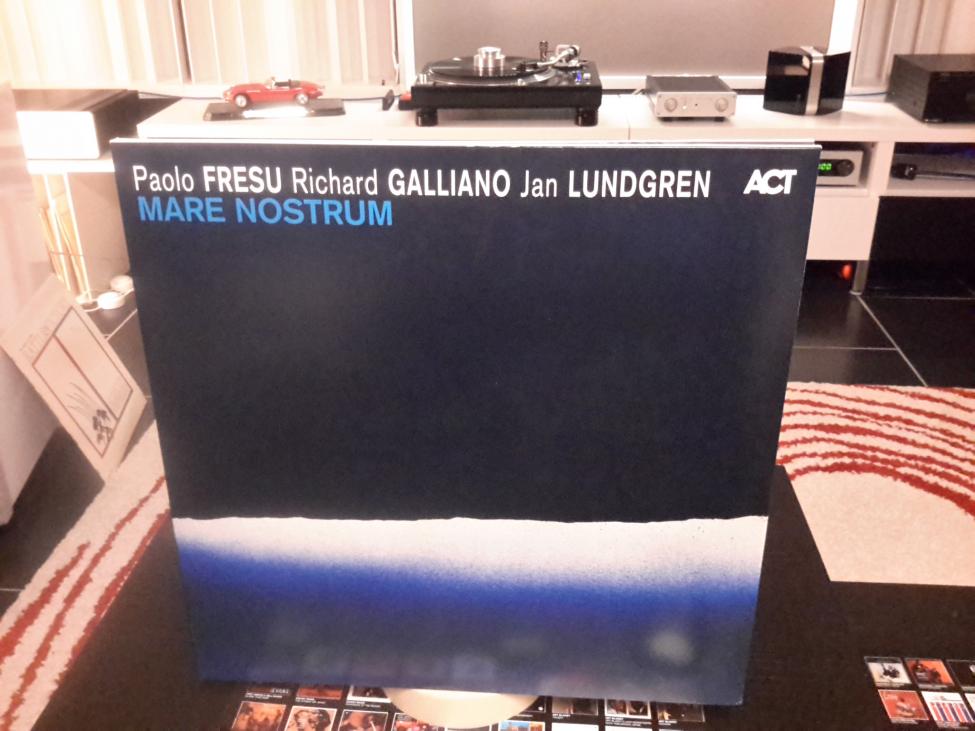 Paolo FRESU Richard GALLIANO Jan LUNDGREN ACT
MARE NOSTRUM